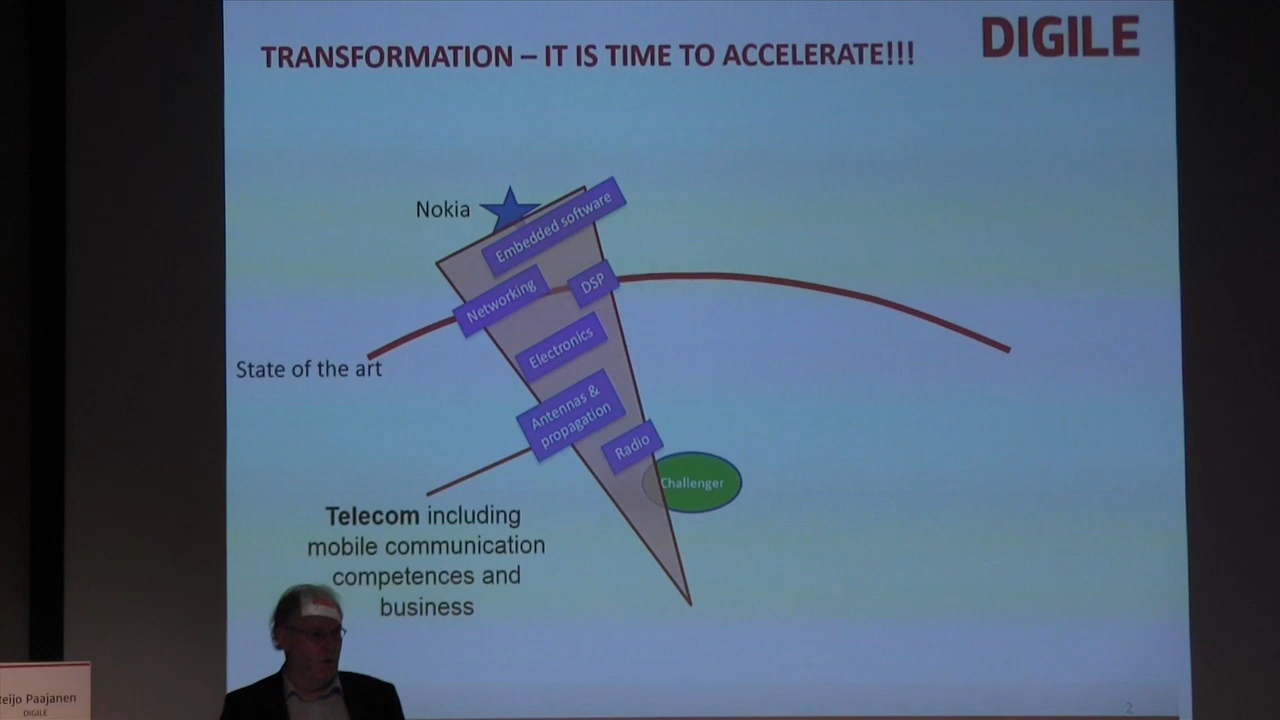 TRANSFORMATION – IT IS TIME TO ACCELERATE!!!
DIGILE
Nokia
Embedded software
Networking
DSP
Electronics
State of the art
Antennas &
propagation
Radio
Challenger
Telecom including
mobile communication
competences and
business
Paajanen
DIGILE
2